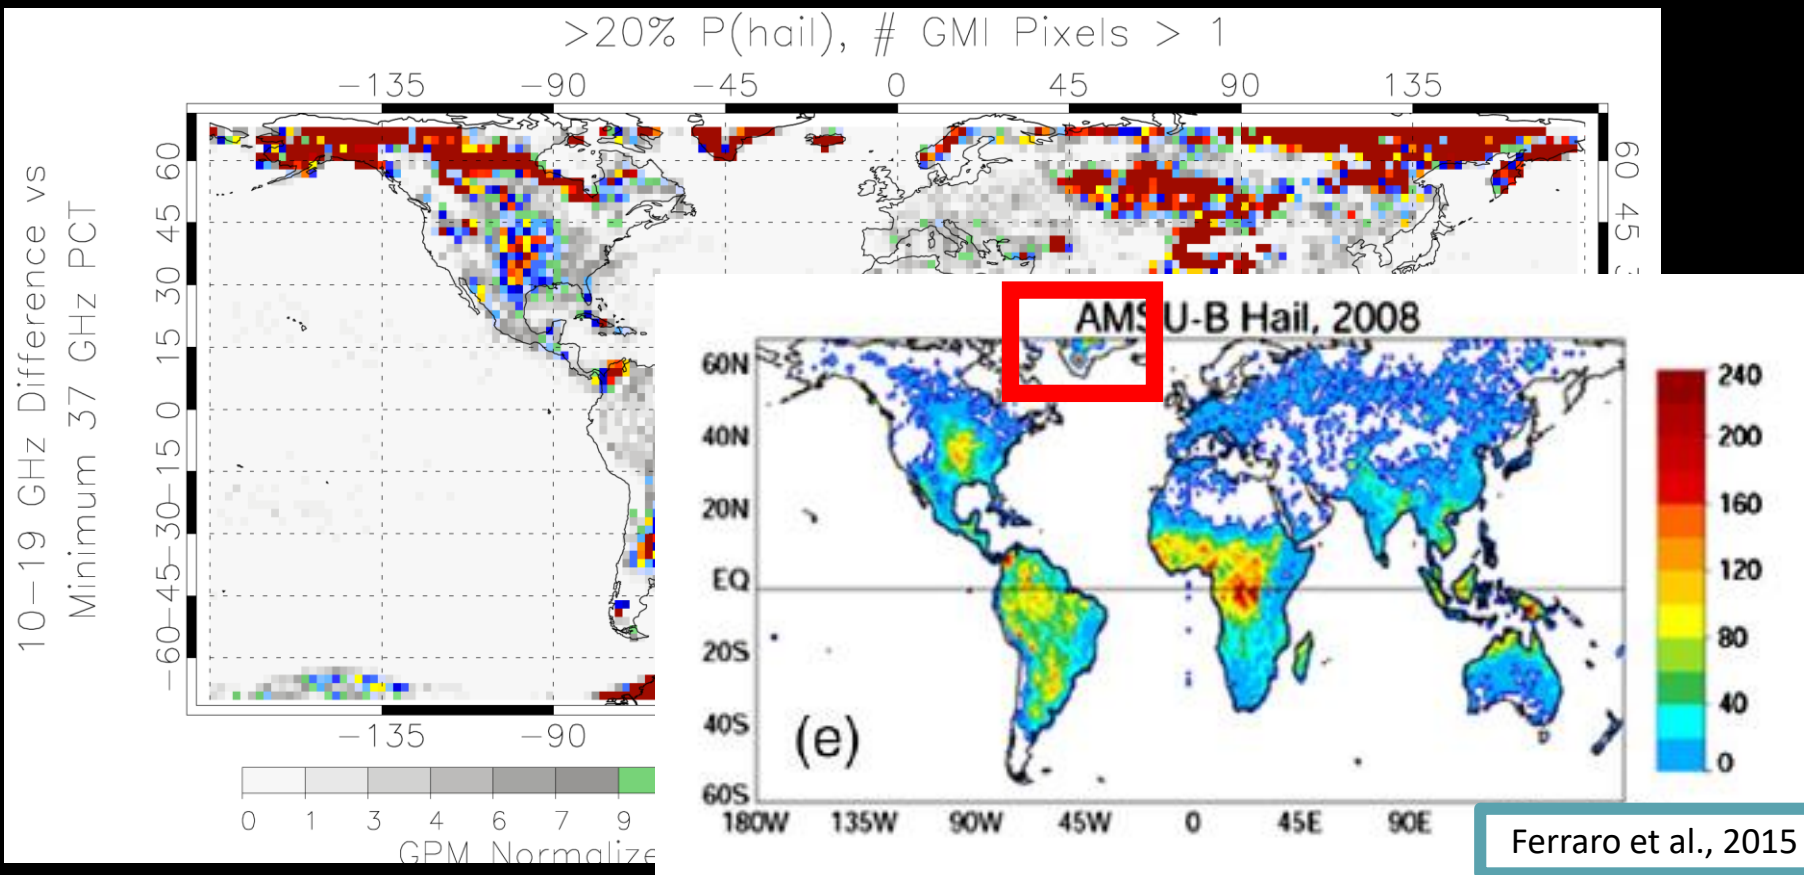 >20% P(hail), # GMI Pixels > 1
−135 −90 −45 0 45 90 135
10−19 GHz Difference vs
Minimum 37 GHz PCT
60
45
30
15
0
−15
−30
−45
−60
60
45
−135 −90
0 1 3 4 6 7 9
GPM Normalize
AMSU-B Hail, 2008
60N
40N
20N
EQ
20S
40S
60S
180W 135W 90W 45W 0 45E 90E
(e)
240
200
160
120
80
40
0
Ferraro et al., 2015